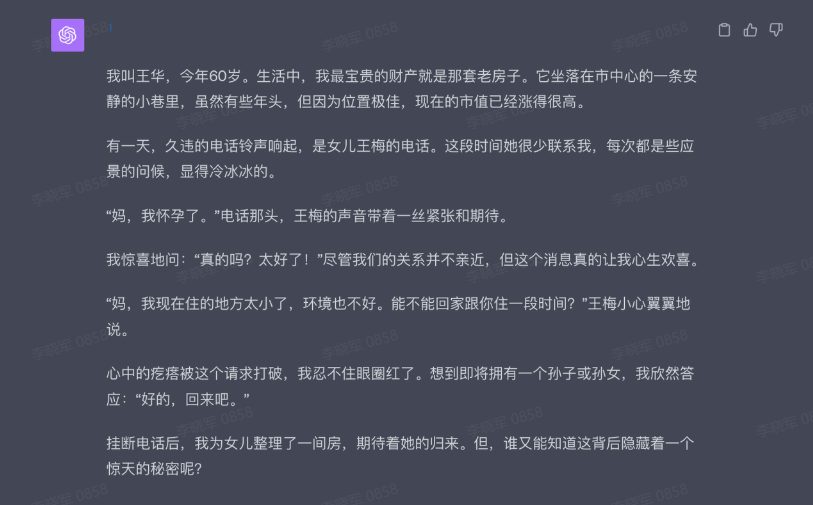 1
我叫王华，今年60岁。生活中，我最宝贵的财产就是那套老房子。它坐落在市中心的一条安
静的小巷里，虽然有些年头，但因为位置极佳，现在的市值已经涨得很高。
有一天，久违的电话铃声响起，是女儿王梅的电话。这段时间她很少联系我，每次都是些应
景的问候，显得冷冰冰的。
“妈，我怀孕了。”电话那头，王梅的声音带着一丝紧张和期待。
我惊喜地问：“真的吗？太好了！”尽管我们的关系并不亲近，但这个消息真的让我心生欢喜。
“妈，我现在住的地方太小了，环境也不好。能不能回家跟你住一段时间？”王梅小心翼翼地
说。
心中的疙瘩被这个请求打破，我忍不住眼圈红了。想到即将拥有一个孙子或孙女，我欣然答
应：“好的，回来吧。”
挂断电话后，我为女儿整理了一间房，期待着她的归来。但，谁又能知道这背后隐藏着一个
惊天的秘密呢？
李晓军 0858